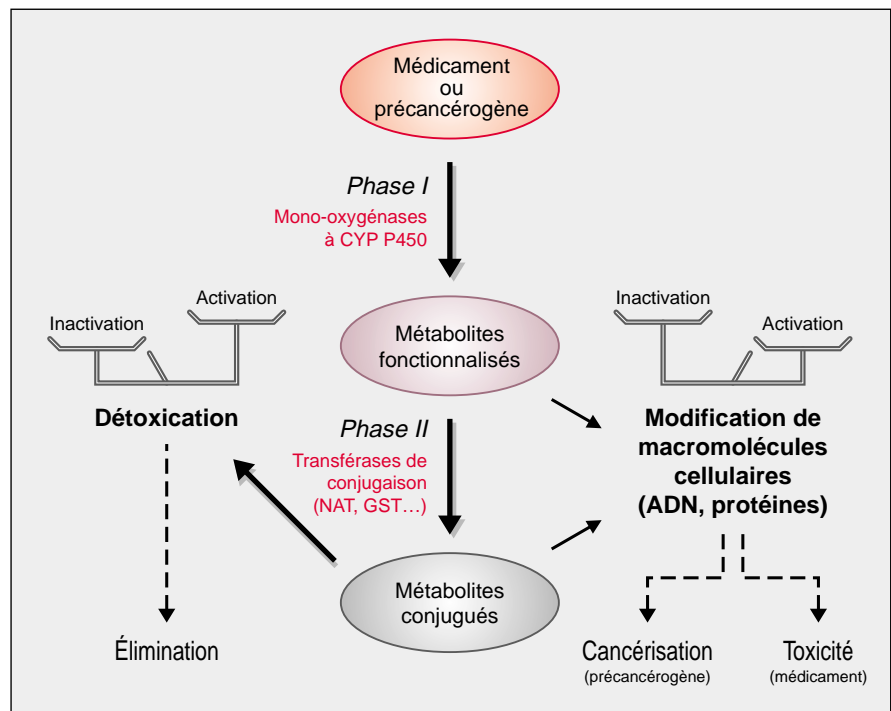 Médicament
ou
précancérogène
Phase I
Mono-oxygénases
à CYP P450
Activation
Inactivation
Inactivation
Activation
Métabolites
fonctionnalisés
Détoxication
Phase II
Transférases de
conjugaison
(NAT, GST…)
Modification de
macromolécules
cellulaires
(ADN, protéines)
Métabolites
conjugués
Élimination
Cancérisation
(précancérogène)
Toxicité
(médicament)